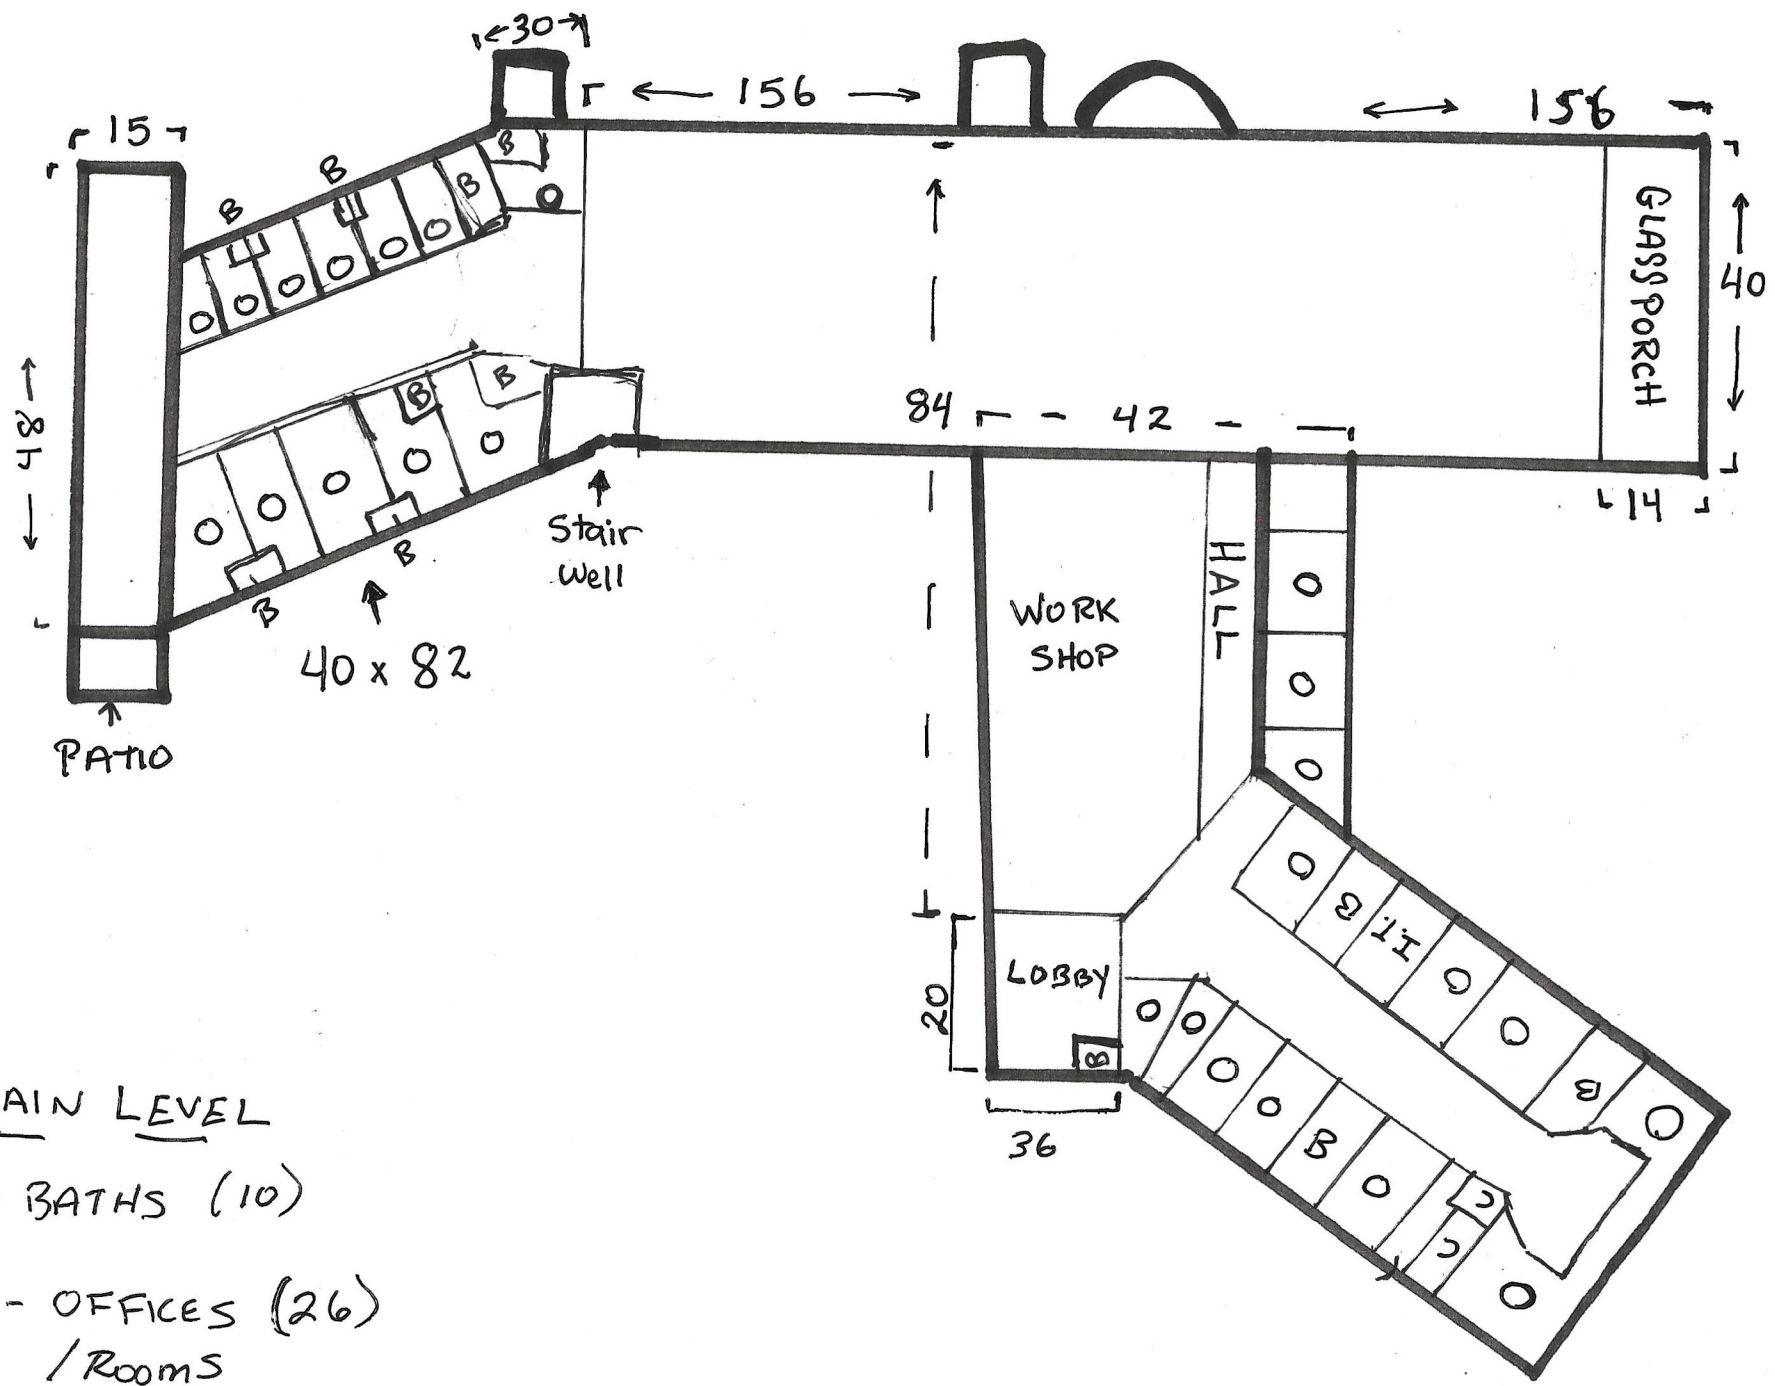 30
156
156
15
B
B
B
B
O
O
O
O
O
O
O
GLASS PORCH
40
48
84
42
14
B
B
O
O
O
O
O
B
B
Stair
Well
40 x 82
PATIO
WORK
SHOP
HALL
O
O
O
O
B
I.T.
O
O
B
O
LOBBY
B
20
36
O
O
O
O
B
O
C
C
O
AIN LEVEL
BATHS (10)
- OFFICES (26)
/ROOMS